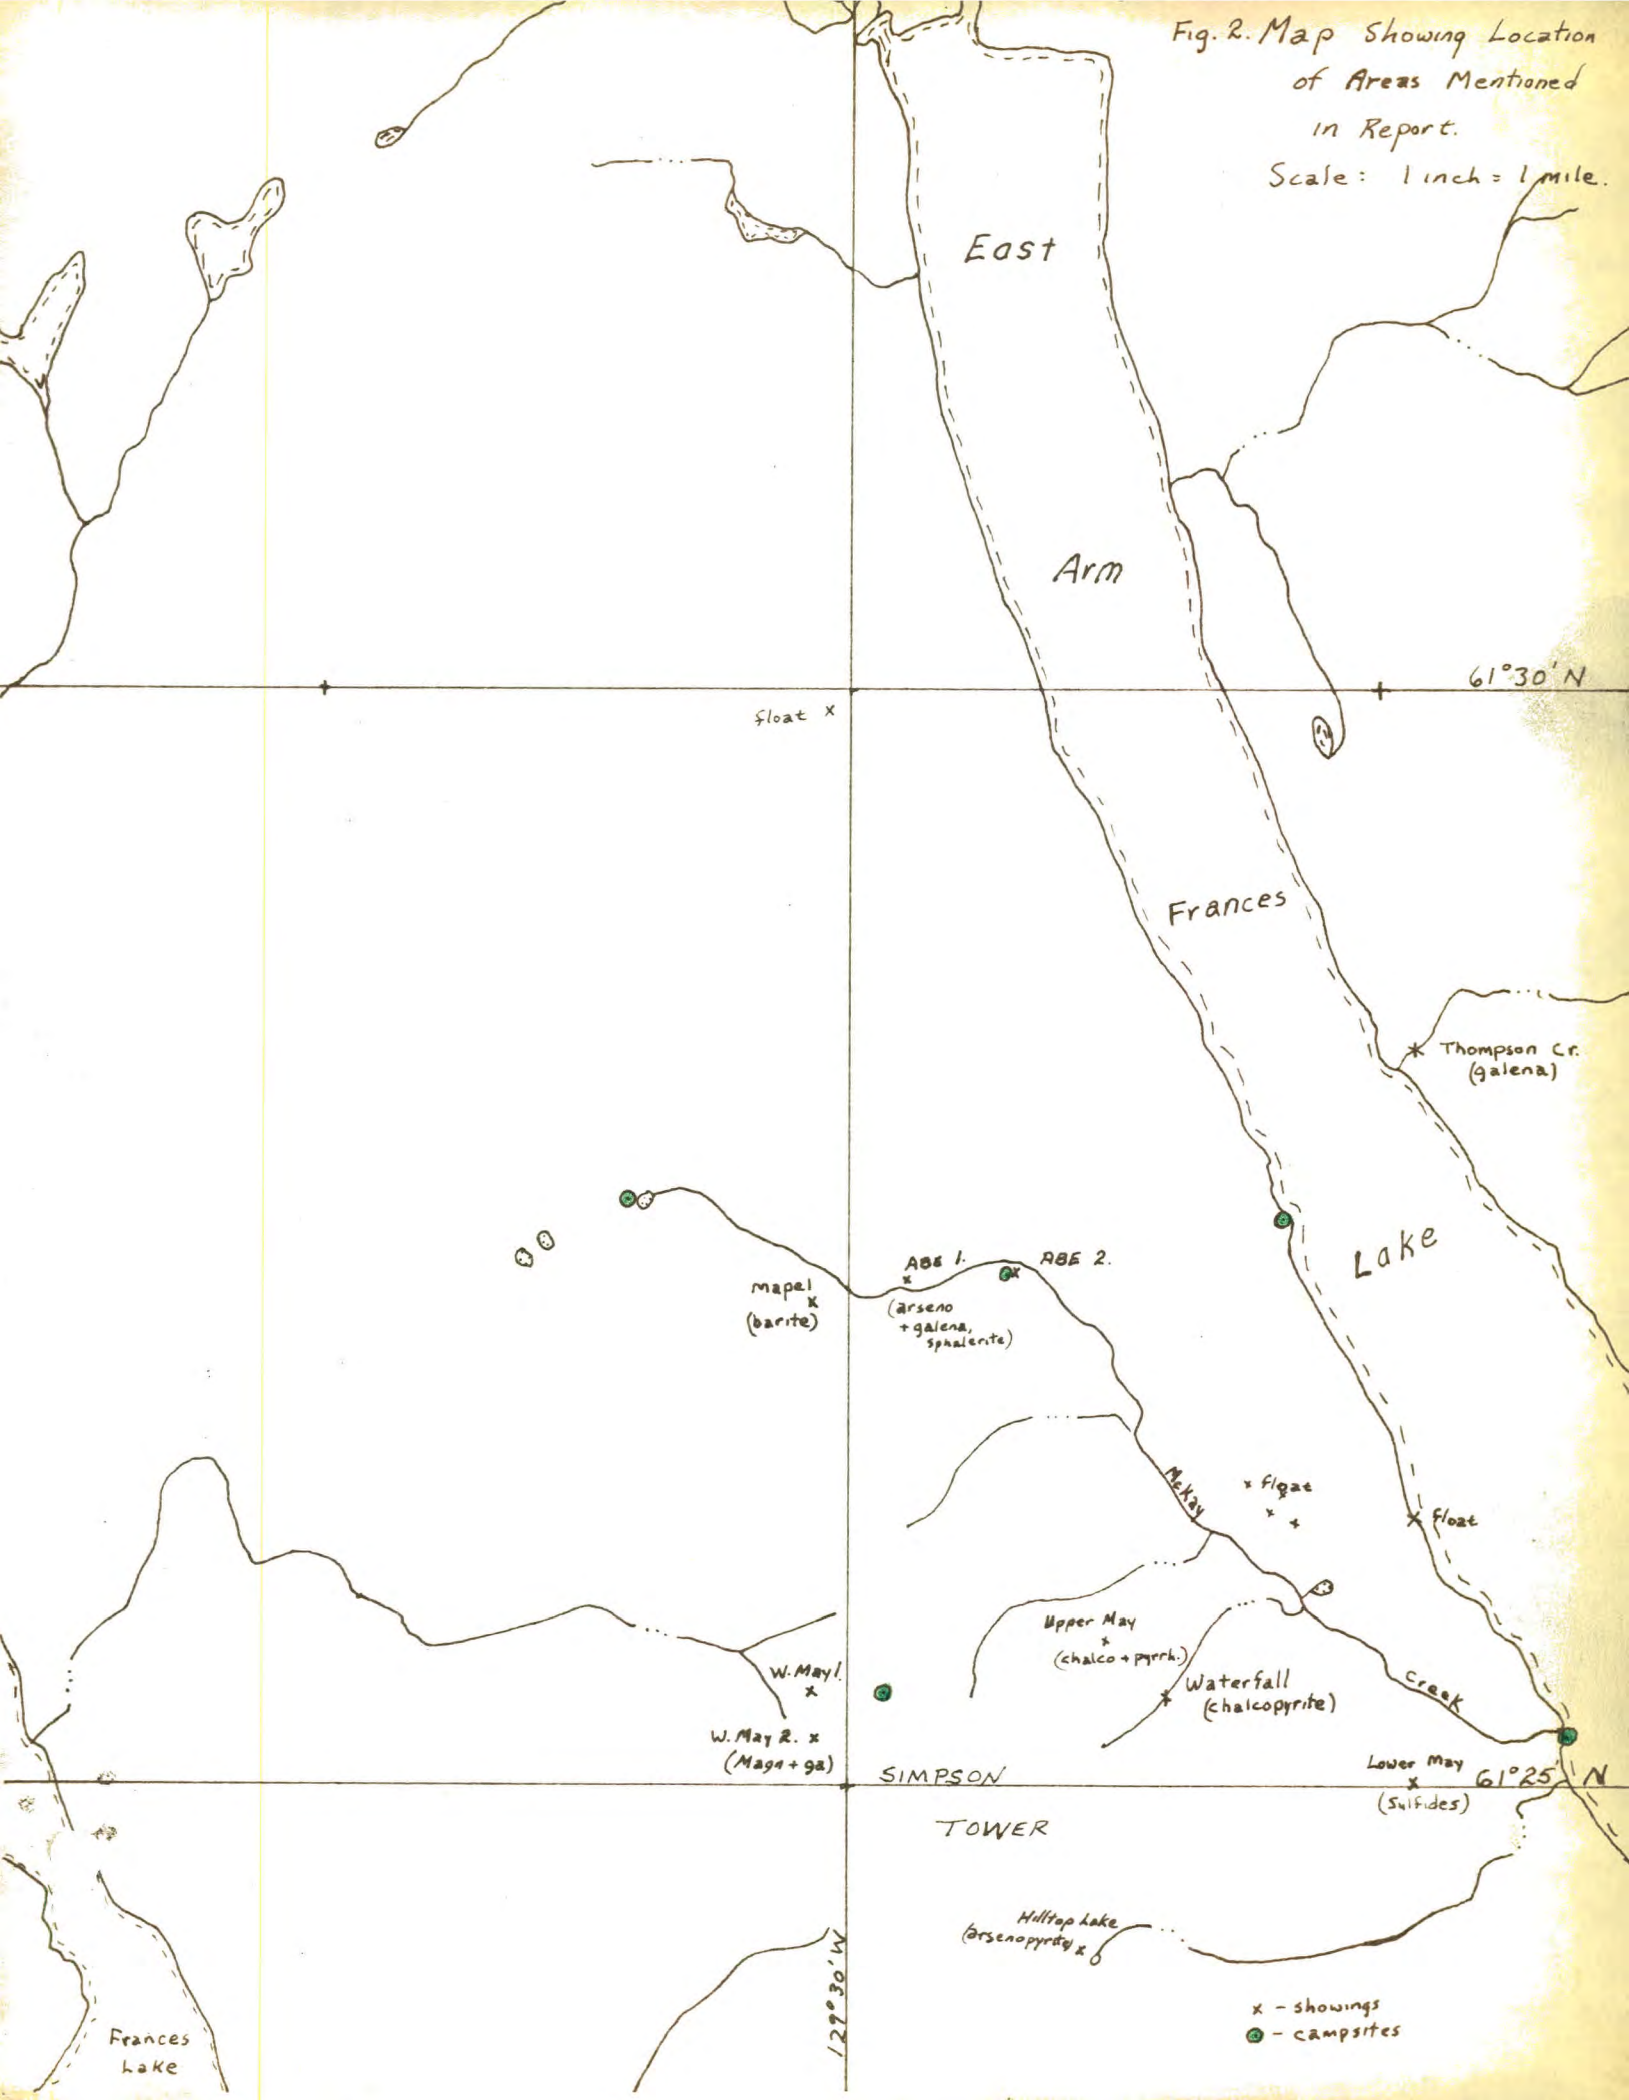 Fig. 2. Map Showing Location
of Areas Mentioned
in Report.
Scale: 1 inch = 1 mile.
East
Arm
61°30' N
float x
Frances
Thompson Cr.
(galena)
Lake
ABE 1.
ABE 2.
Mapel
x
(barite)
(arseno
+ galena,
sphalerite)
McKay
x float
x float
Upper May
x
(chalco + pyrrh.)
Waterfall
(chalcopyrite)
Creek
W. May 1.
x
W. May 2. x
(Magn + ga)
SIMPSON
TOWER
Lower May
x
(sulfides)
61°25' N
Hilltop Lake
(arsenopyrite) x
129°30' W
x - showings
- campsites
Frances
Lake